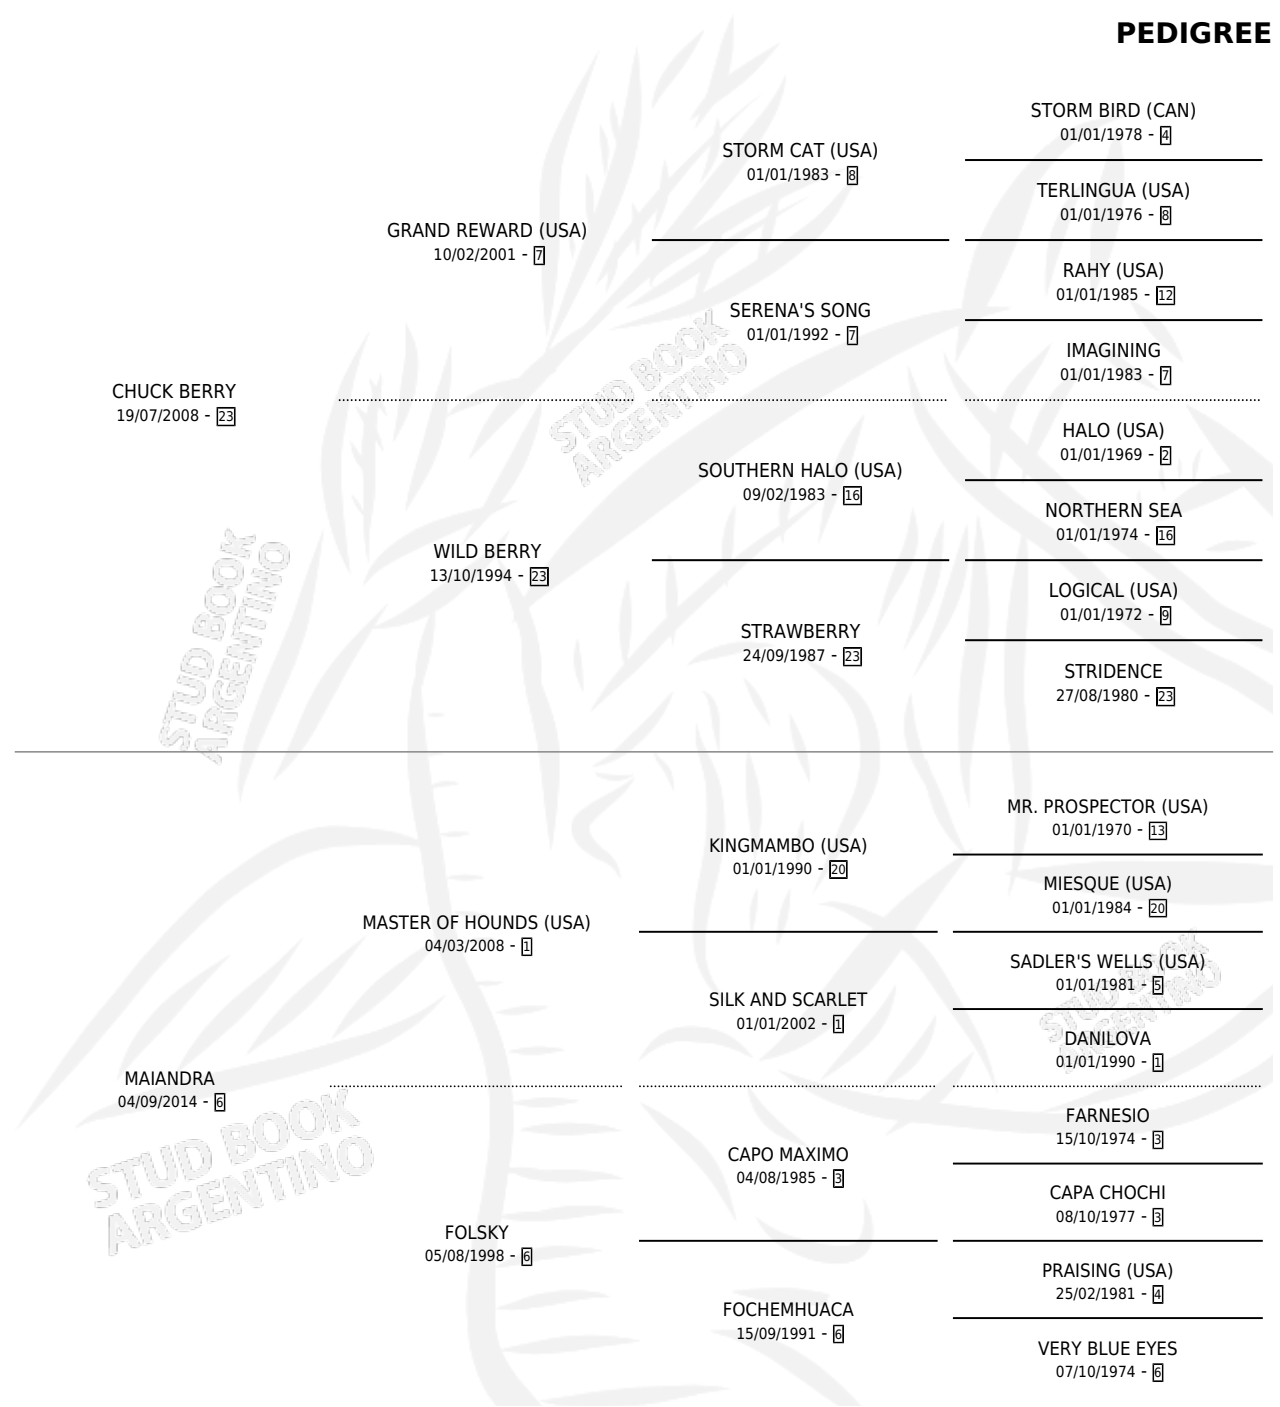 PEDIGREE
STORM BIRD (CAN)
01/01/1978 - 4
STORM CAT (USA)
01/01/1983 - 8
TERLINGUA (USA)
01/01/1976 - 8
GRAND REWARD (USA)
10/02/2001 - 7
RAHY (USA)
01/01/1985 - 12
SERENA'S SONG
01/01/1992 - 7
IMAGINING
01/01/1983 - 7
CHUCK BERRY
19/07/2008 - 23
STUD BOOK
ARGENTINO
HALO (USA)
01/01/1969 - 2
SOUTHERN HALO (USA)
09/02/1983 - 16
NORTHERN SEA
01/01/1974 - 16
WILD BERRY
13/10/1994 - 23
LOGICAL (USA)
01/01/1972 - 9
STRAWBERRY
24/09/1987 - 23
STRIDENCE
27/08/1980 - 23
STUD BOOK
ARGENTINO
MR. PROSPECTOR (USA)
01/01/1970 - 13
KINGMAMBO (USA)
01/01/1990 - 20
MIESQUE (USA)
01/01/1984 - 20
MASTER OF HOUNDS (USA)
04/03/2008 - 1
SADLER'S WELLS (USA)
01/01/1981 - 5
SILK AND SCARLET
01/01/2002 - 1
STUD BOOK
ARGENTINO
DANILOVA
01/01/1990 - 1
MAIANDRA
04/09/2014 - 6
FARNESIO
15/10/1974 - 3
CAPO MAXIMO
04/08/1985 - 3
STUD BOOK
ARGENTINO
CAPA CHOCHI
08/10/1977 - 3
FOLSKY
05/08/1998 - 6
PRAISING (USA)
25/02/1981 - 4
FOCHEMHUACA
15/09/1991 - 6
VERY BLUE EYES
07/10/1974 - 6